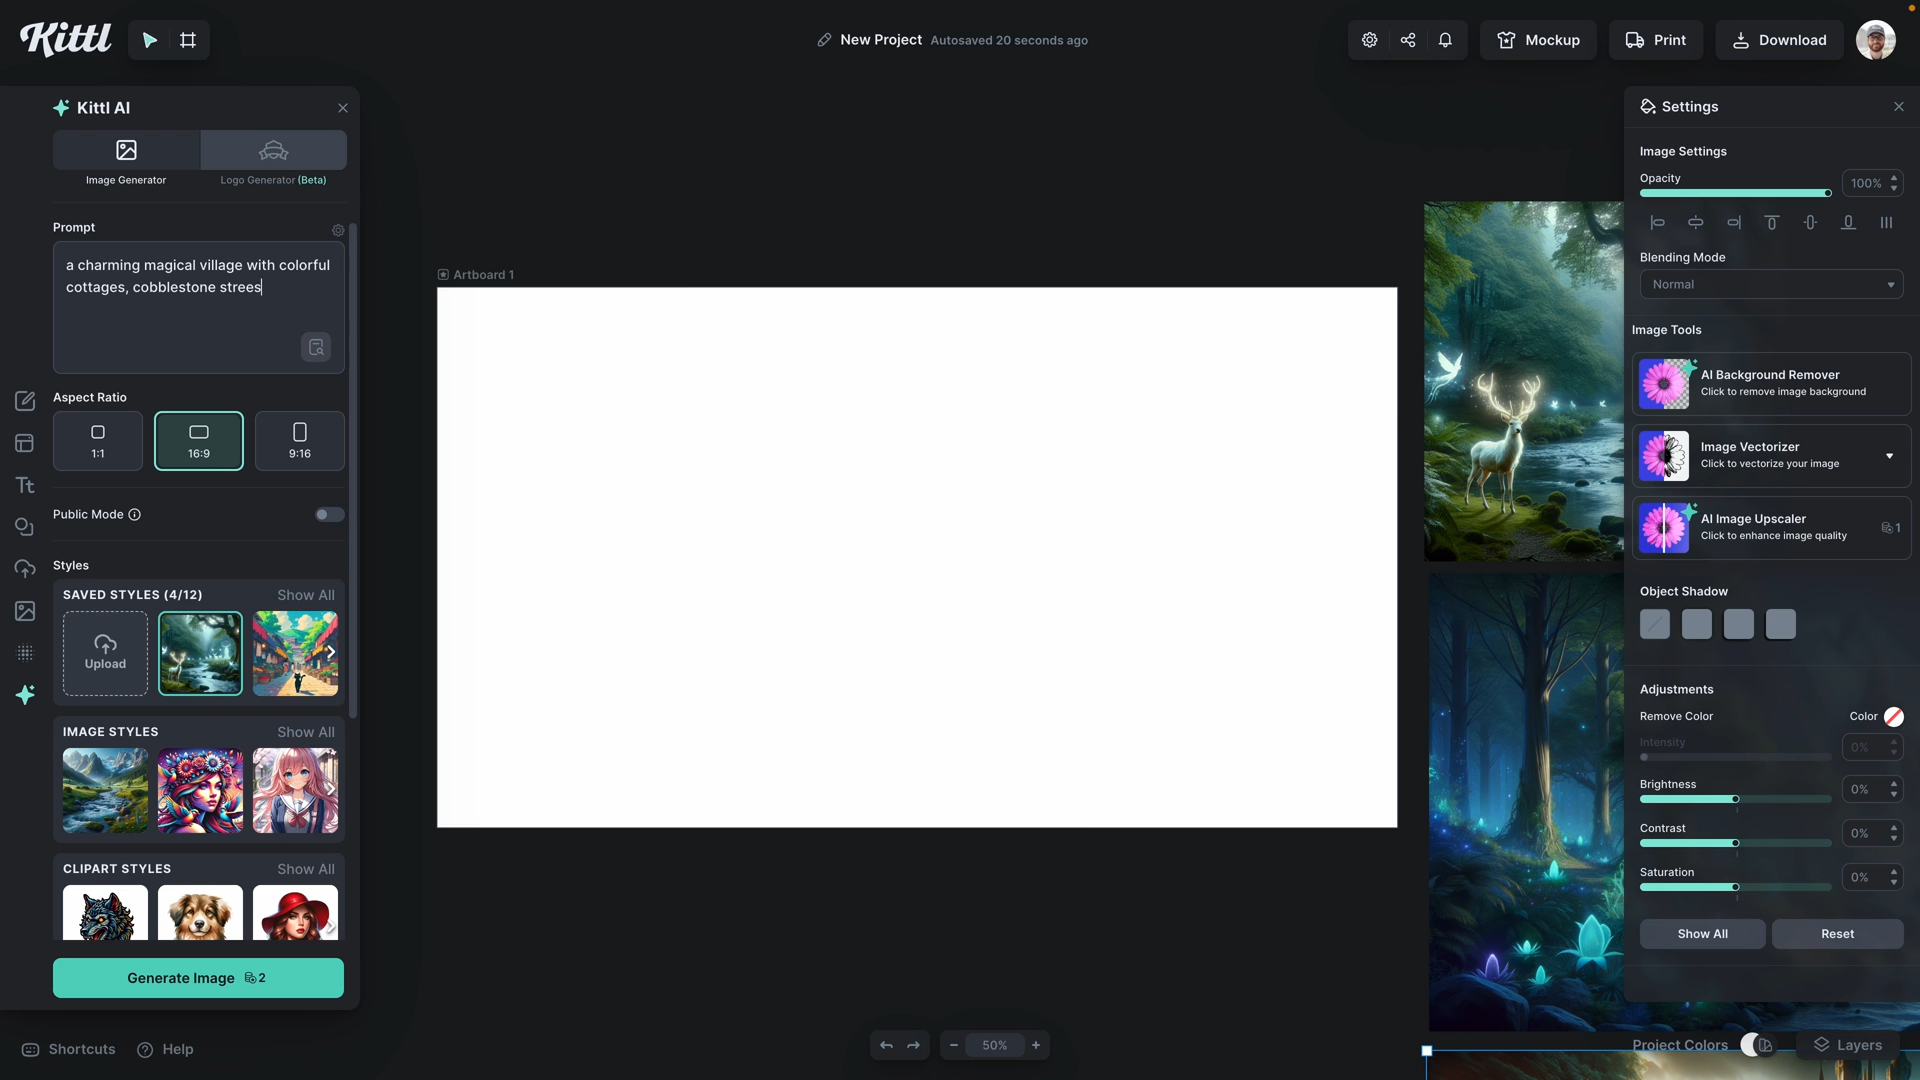 Kittl
New Project Autosaved 20 seconds ago
Mockup
Print
Download
Kittl AI
Image Generator
Logo Generator (Beta)
Prompt
a charming magical village with colorful
cottages, cobblestone strees
Aspect Ratio
1:1
16:9
9:16
Public Mode
Styles
SAVED STYLES (4/12)
Show All
Upload
IMAGE STYLES
Show All
CLIPART STYLES
Show All
Generate Image 2
Shortcuts
Help
Artboard 1
50%
Settings
Image Settings
Opacity
100%
Blending Mode
Normal
Image Tools
AI Background Remover
Click to remove image background
Image Vectorizer
Click to vectorize your image
AI Image Upscaler
Click to enhance image quality
1
Object Shadow
Adjustments
Remove Color
Color
Intensity
0%
Brightness
0%
Contrast
0%
Saturation
0%
Show All
Reset
Project Colors
Layers